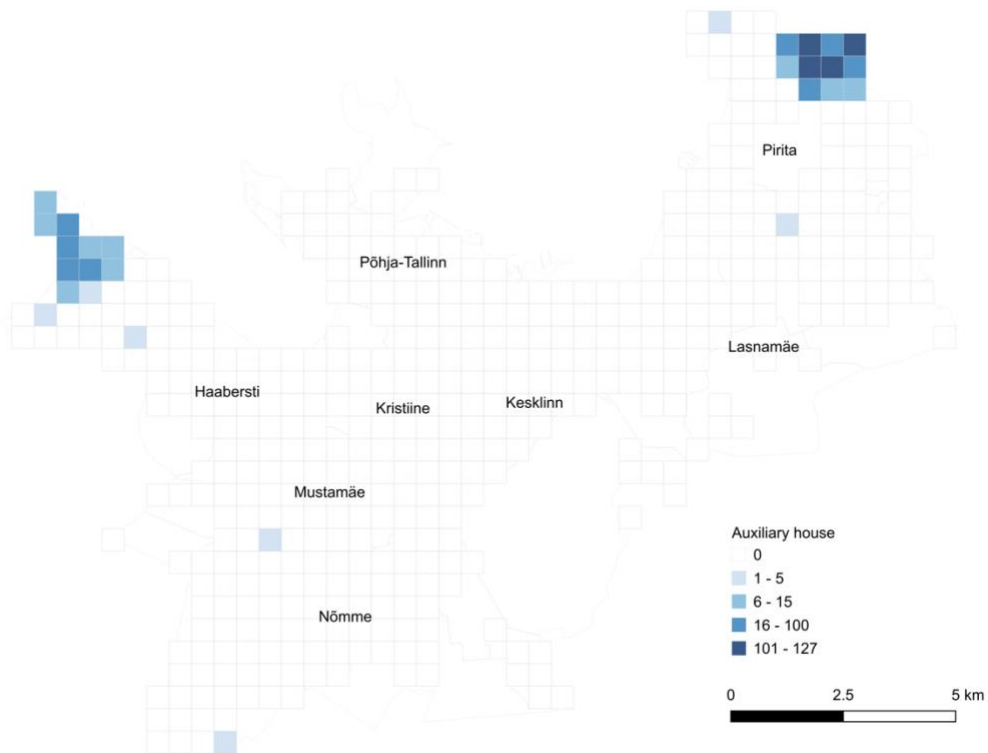 Pirita
Põhja-Tallinn
Lasnamäe
Haabersti
Kristiine
Kesklinn
Mustamäe
Nõmme
Auxiliary house
0
1 - 5
6 - 15
16 - 100
101 - 127
0 2.5 5 km